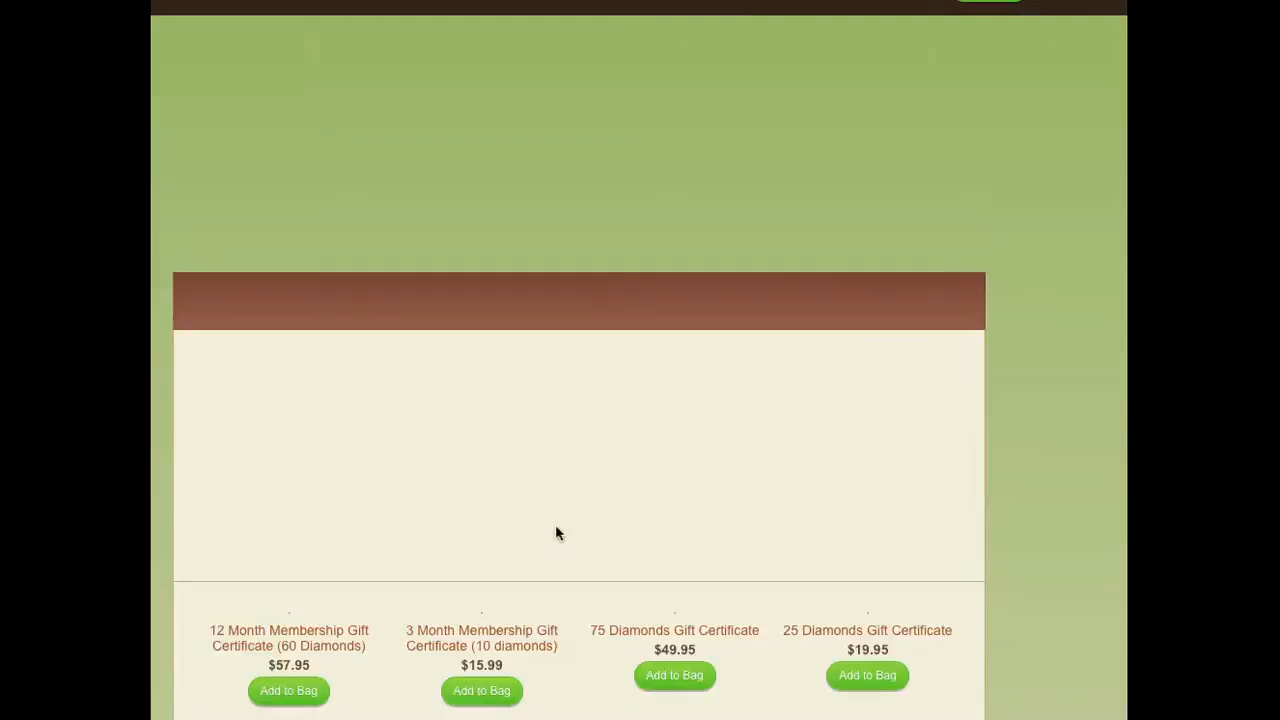 12 Month Membership Gift
Certificate (60 Diamonds)
$57.95
Add to Bag
3 Month Membership Gift
Certificate (10 diamonds)
$15.99
Add to Bag
75 Diamonds Gift Certificate
$49.95
Add to Bag
25 Diamonds Gift Certificate
$19.95
Add to Bag